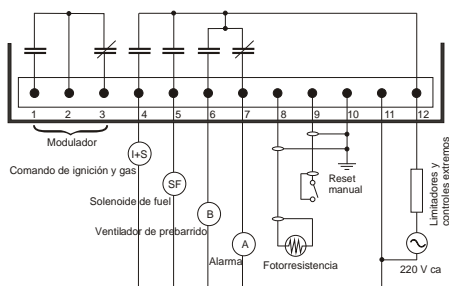 1 2 3 4 5 6 7 8 9 10 11 12
Modulador
I+S
Comando de ignición y gas
SF
Solenoide de fuel
B
Ventilador de prebarrido
A
Alarma
Fotorresistencia
Reset
manual
Limitadores y
controles extremos
220 V ca